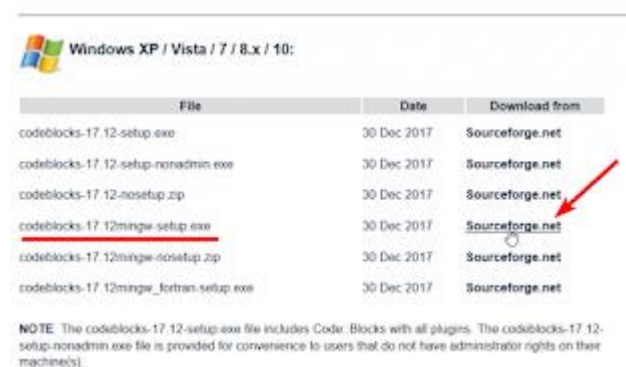 Windows XP / Vista / 7 / 8.x / 10:
File Date Download from
codeblocks-17.12-setup.exe 30 Dec 2017 Sourceforge.net
codeblocks-17.12-setup-nonadmin.exe 30 Dec 2017 Sourceforge.net
codeblocks-17.12-nosetup.zip 30 Dec 2017 Sourceforge.net
codeblocks-17.12mingw-setup.exe 30 Dec 2017 Sourceforge.net
codeblocks-17.12mingw-nosetup.zip 30 Dec 2017 Sourceforge.net
codeblocks-17.12mingw_fortran-setup.exe 30 Dec 2017 Sourceforge.net
NOTE: The codeblocks-17.12-setup.exe file includes Code::Blocks with all plugins. The codeblocks-17.12-
setup-nonadmin.exe file is provided for convenience to users that do not have administrator rights on their
machine(s).